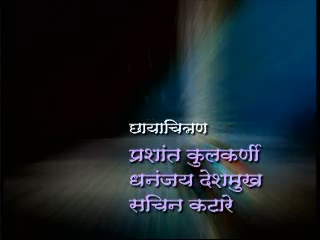 छायाचित्रण
प्रशांत कुलकर्णी
धनंजय देशमुख
सचिन कटारे